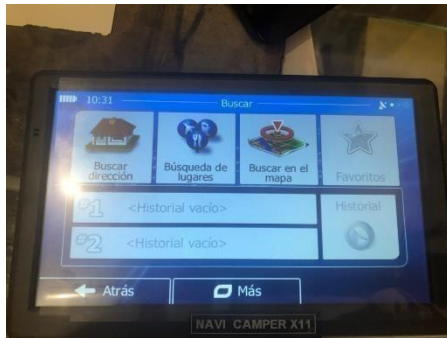 10:31
Buscar
Buscar dirección
Búsqueda de lugares
Buscar en el mapa
Favoritos
#1 <Historial vacío>
Historial
#2 <Historial vacío>
Atrás
Más
NAVI CAMPER X11